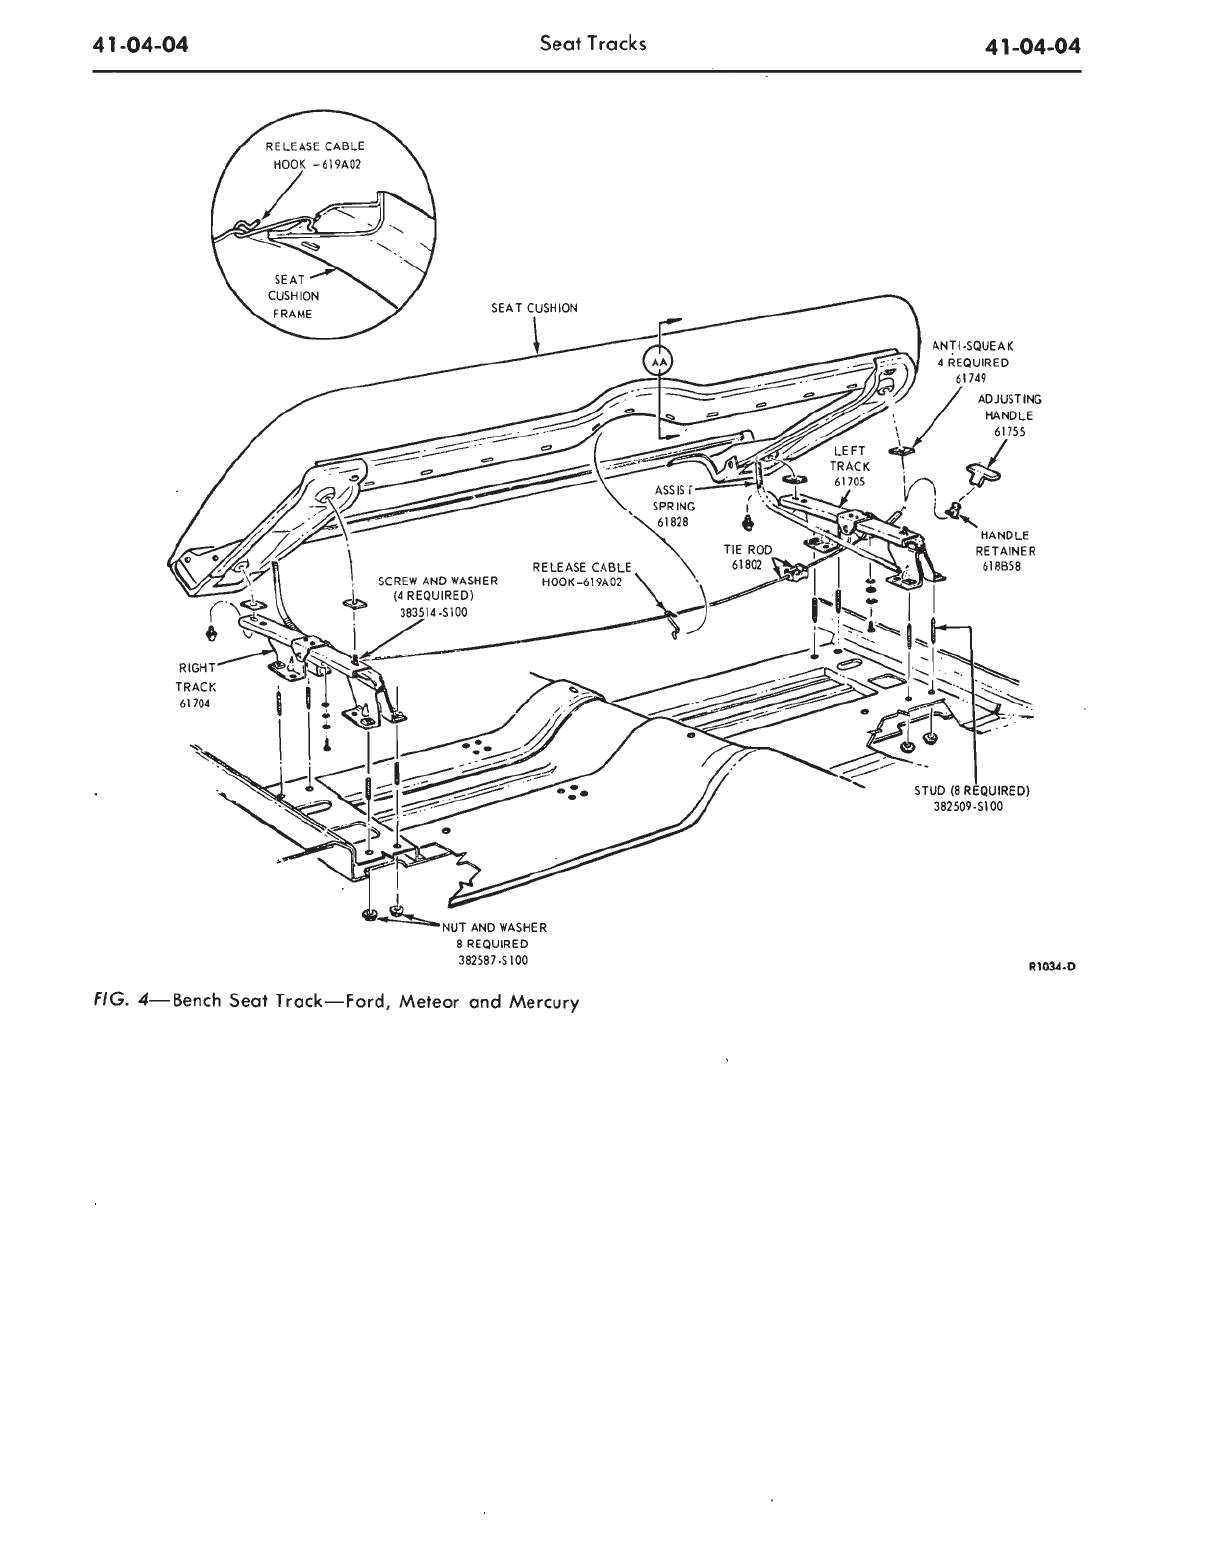 41-04-04
Seat Tracks
41-04-04
RELEASE CABLE
HOOK -619A02
SEAT
CUSHION
FRAME
SEAT CUSHION
AA
ANTI-SQUEAK
4 REQUIRED
61749
ADJUSTING
HANDLE
61755
LEFT
TRACK
61705
ASSIST
SPRING
61828
TIE ROD
61802
HANDLE
RETAINER
618B58
RELEASE CABLE
HOOK-619A02
SCREW AND WASHER
(4 REQUIRED)
383514-S100
RIGHT
TRACK
61704
STUD (8 REQUIRED)
382509-S100
NUT AND WASHER
8 REQUIRED
382587-S100
R1034-D
FIG. 4—Bench Seat Track—Ford, Meteor and Mercury